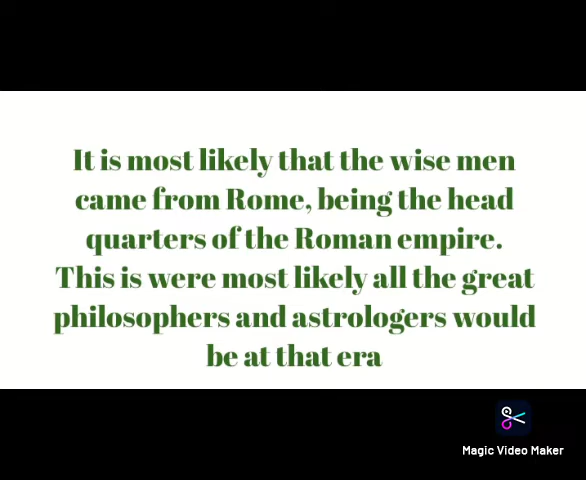 It is most likely that the wise men
came from Rome, being the head
quarters of the Roman empire.
This is were most likely all the great
philosophers and astrologers would
be at that era
Magic Video Maker